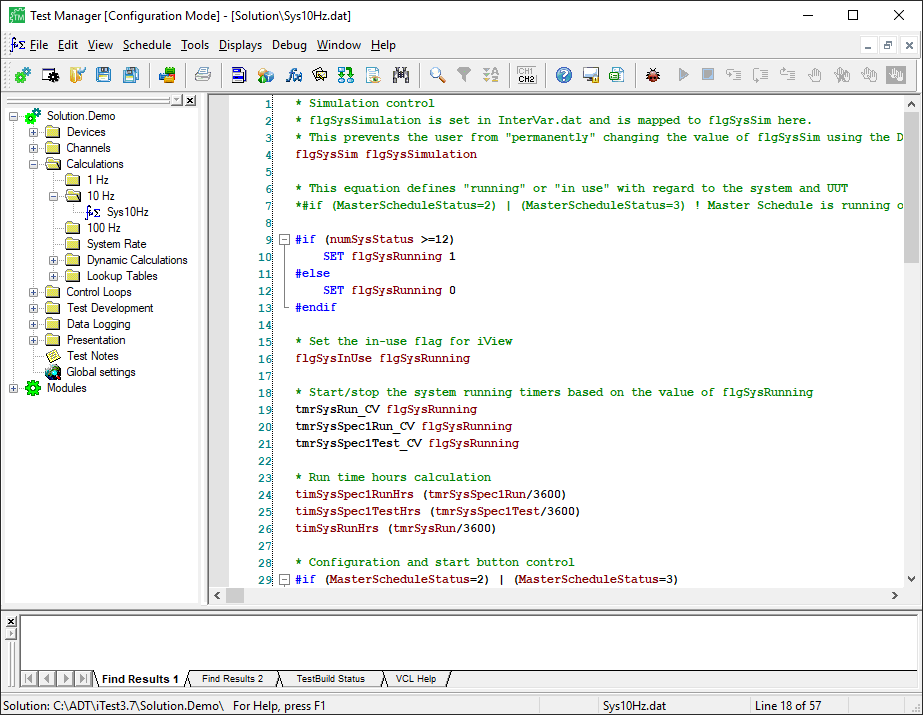 Test Manager [Configuration Mode] - [Solution\Sys10Hz.dat]
File Edit View Schedule Tools Displays Debug Window Help
CH1
CH2
Solution.Demo
Devices
Channels
Calculations
1 Hz
10 Hz
Sys10Hz
100 Hz
System Rate
Dynamic Calculations
Lookup Tables
Control Loops
Test Development
Data Logging
Presentation
Test Notes
Global settings
Modules
1 * Simulation control
2 * flgSysSimulation is set in InterVar.dat and is mapped to flgSysSim here.
3 * This prevents the user from "permanently" changing the value of flgSysSim using the D
4 flgSysSim flgSysSimulation
5
6 * This equation defines "running" or "in use" with regard to the system and UUT
7 *#if (MasterScheduleStatus=2) | (MasterScheduleStatus=3) ! Master Schedule is running o
8
9 #if (numSysStatus >=12)
10 SET flgSysRunning 1
11 #else
12 SET flgSysRunning 0
13 #endif
14
15 * Set the in-use flag for iView
16 flgSysInUse flgSysRunning
17
18 * Start/stop the system running timers based on the value of flgSysRunning
19 tmrSysRun_CV flgSysRunning
20 tmrSysSpec1Run_CV flgSysRunning
21 tmrSysSpec1Test_CV flgSysRunning
22
23 * Run time hours calculation
24 timSysSpec1RunHrs (tmrSysSpec1Run/3600)
25 timSysSpec1TestHrs (tmrSysSpec1Test/3600)
26 timSysRunHrs (tmrSysRun/3600)
27
28 * Configuration and start button control
29 #if (MasterScheduleStatus=2) | (MasterScheduleStatus=3)
Find Results 1 Find Results 2 TestBuild Status VCL Help
Solution: C:\ADT\iTest3.7\Solution.Demo\ For Help, press F1 Sys10Hz.dat Line 18 of 57